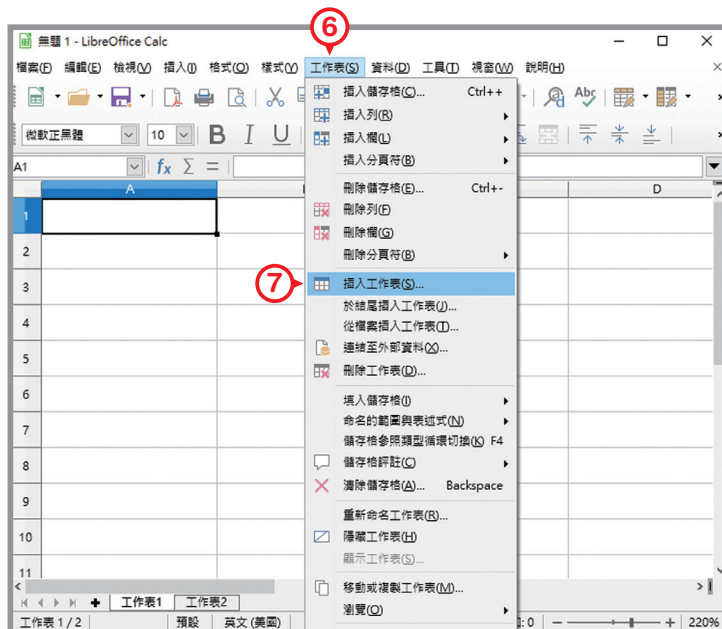 ⑥
無題 1 - LibreOffice Calc
檔案(F) 編輯(E) 檢視(V) 插入(I) 格式(O) 樣式(Y) 工作表(S) 資料(D) 工具(T) 視窗(W) 說明(H)
微軟正黑體 10 B I U
A1 fx Σ =
A D
1
2
3
4
5
6
7
8
9
10
11
插入儲存格(C)... Ctrl++
插入列(R)
插入欄(L)
插入分頁符(B)
刪除儲存格(E)... Ctrl+-
刪除列(F)
刪除欄(G)
刪除分頁符(B)
⑦ 插入工作表(S)...
於結尾插入工作表(J)...
從檔案插入工作表(T)...
連結至外部資料(X)...
刪除工作表(D)...
填入儲存格(I)
命名的範圍與表述式(N)
儲存格參照類型循環切換(K) F4
儲存格評註(C)
清除儲存格(A)... Backspace
重新命名工作表(R)...
隱藏工作表(H)
顯示工作表(S)...
移動或複製工作表(M)...
瀏覽(O)
工作表1 工作表2
工作表 1 / 2 預設 英文 (美國) : 0 220%